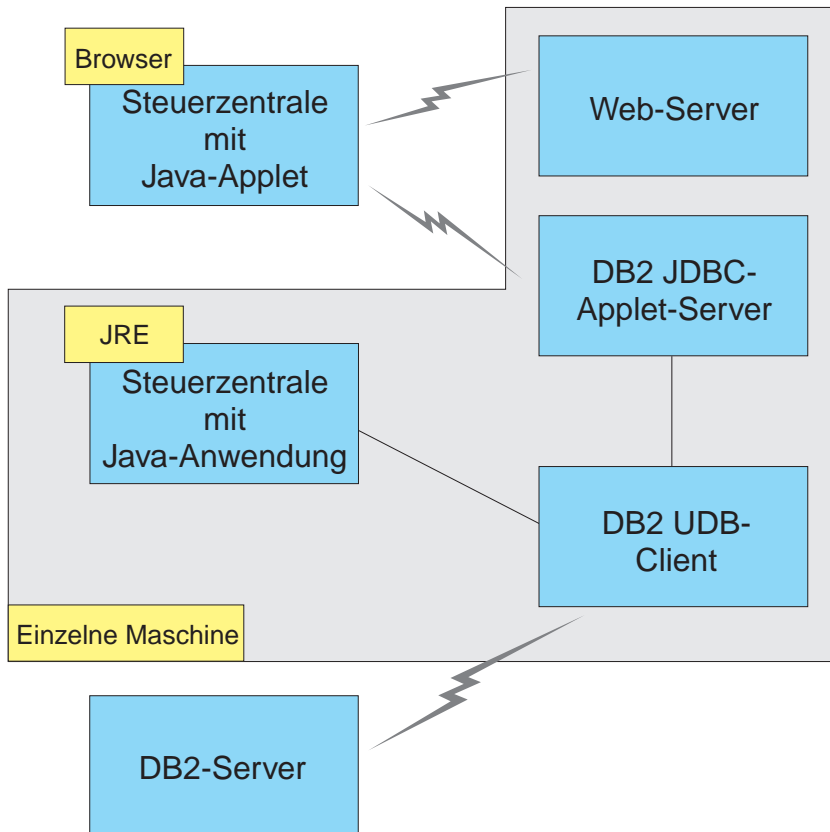 Browser
Steuerzentrale
mit
Java-Applet
Web-Server
DB2 JDBC-
Applet-Server
JRE
Steuerzentrale
mit
Java-Anwendung
DB2 UDB-
Client
Einzelne Maschine
DB2-Server